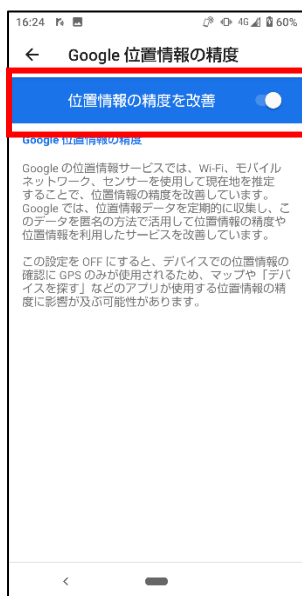 16:24 4G 60%
Google 位置情報の精度
位置情報の精度を改善
Google 位置情報の精度
Google の位置情報サービスでは、Wi-Fi、モバイル
ネットワーク、センサーを使用して現在地を推定
することで、位置情報の精度を改善しています。
Google では、位置情報データを定期的に収集し、こ
のデータを匿名の方法で活用して位置情報の精度や
位置情報を利用したサービスを改善しています。
この設定を OFF にすると、デバイスでの位置情報の
確認に GPS のみが使用されるため、マップや「デバ
イスを探す」などのアプリが使用する位置情報の精
度に影響が及ぶ可能性があります。